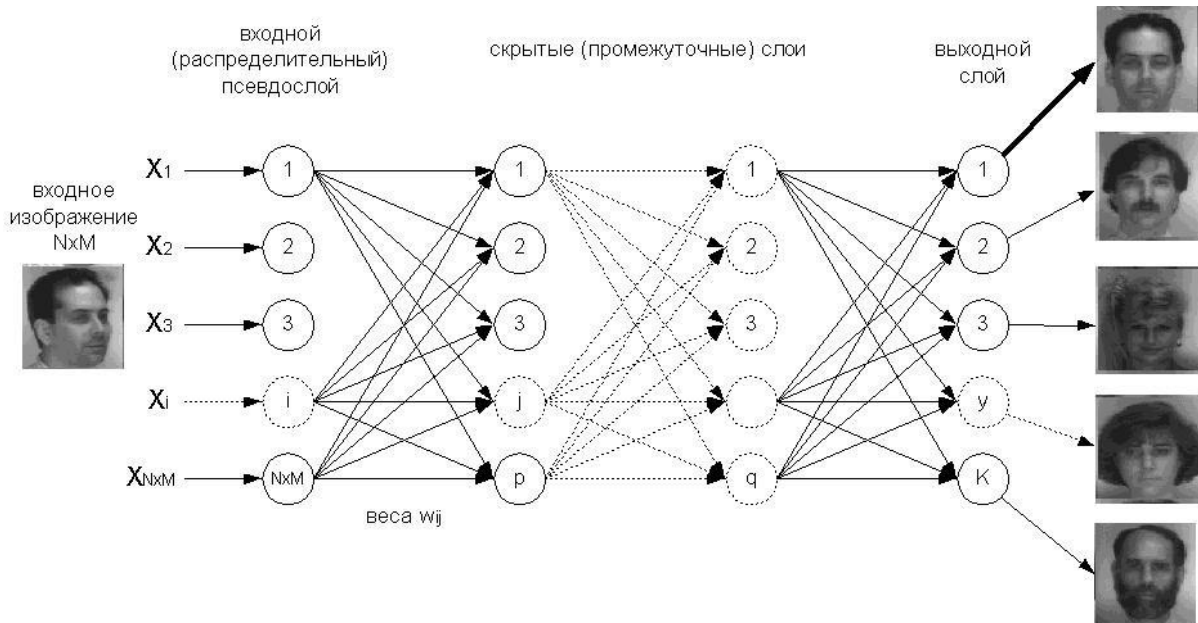 входной
(распределительный)
псевдослой
скрытые (промежуточные) слои
выходной
слой
входное
изображение
NxM
X1
X2
X3
Xi
XNxM
1
2
3
i
NxM
веса wij
1
2
3
j
p
1
2
3
q
1
2
3
y
K